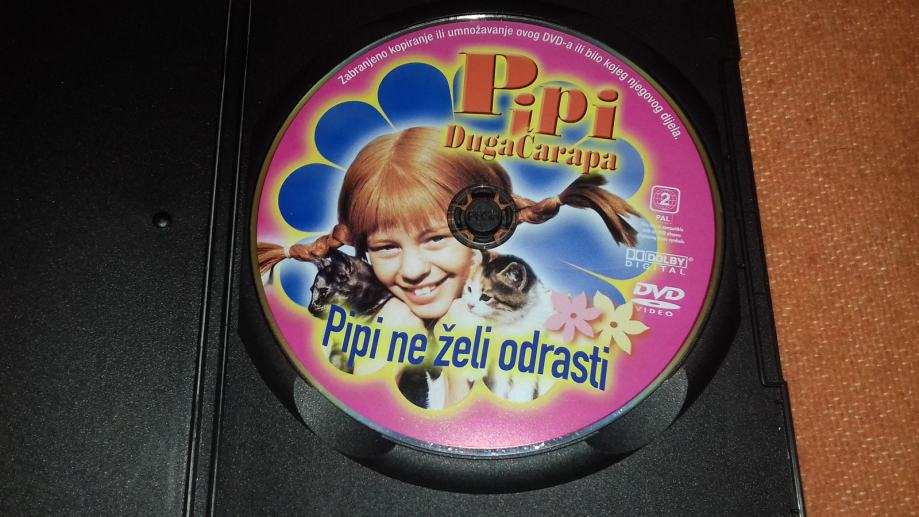 Zabranjeno kopiranje ili umnožavanje ovog DVD-a ili bilo kojeg njegovog dijela.
Pipi
DugaČarapa
2
PAL
DOLBY
DIGITAL
DVD
VIDEO
Pipi ne želi odrasti